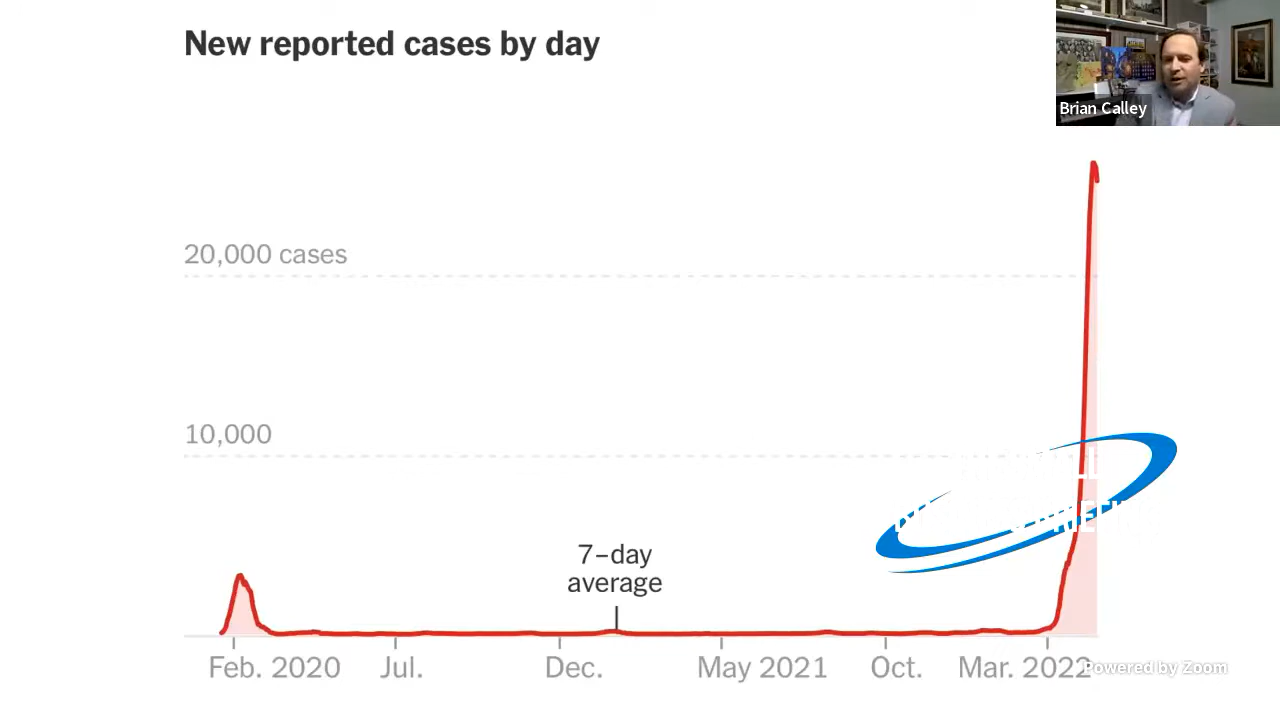 New reported cases by day
Brian Calley
20,000 cases
10,000
7-day
average
Feb. 2020
Jul.
Dec.
May 2021
Oct.
Mar. 2022
Powered by Zoom